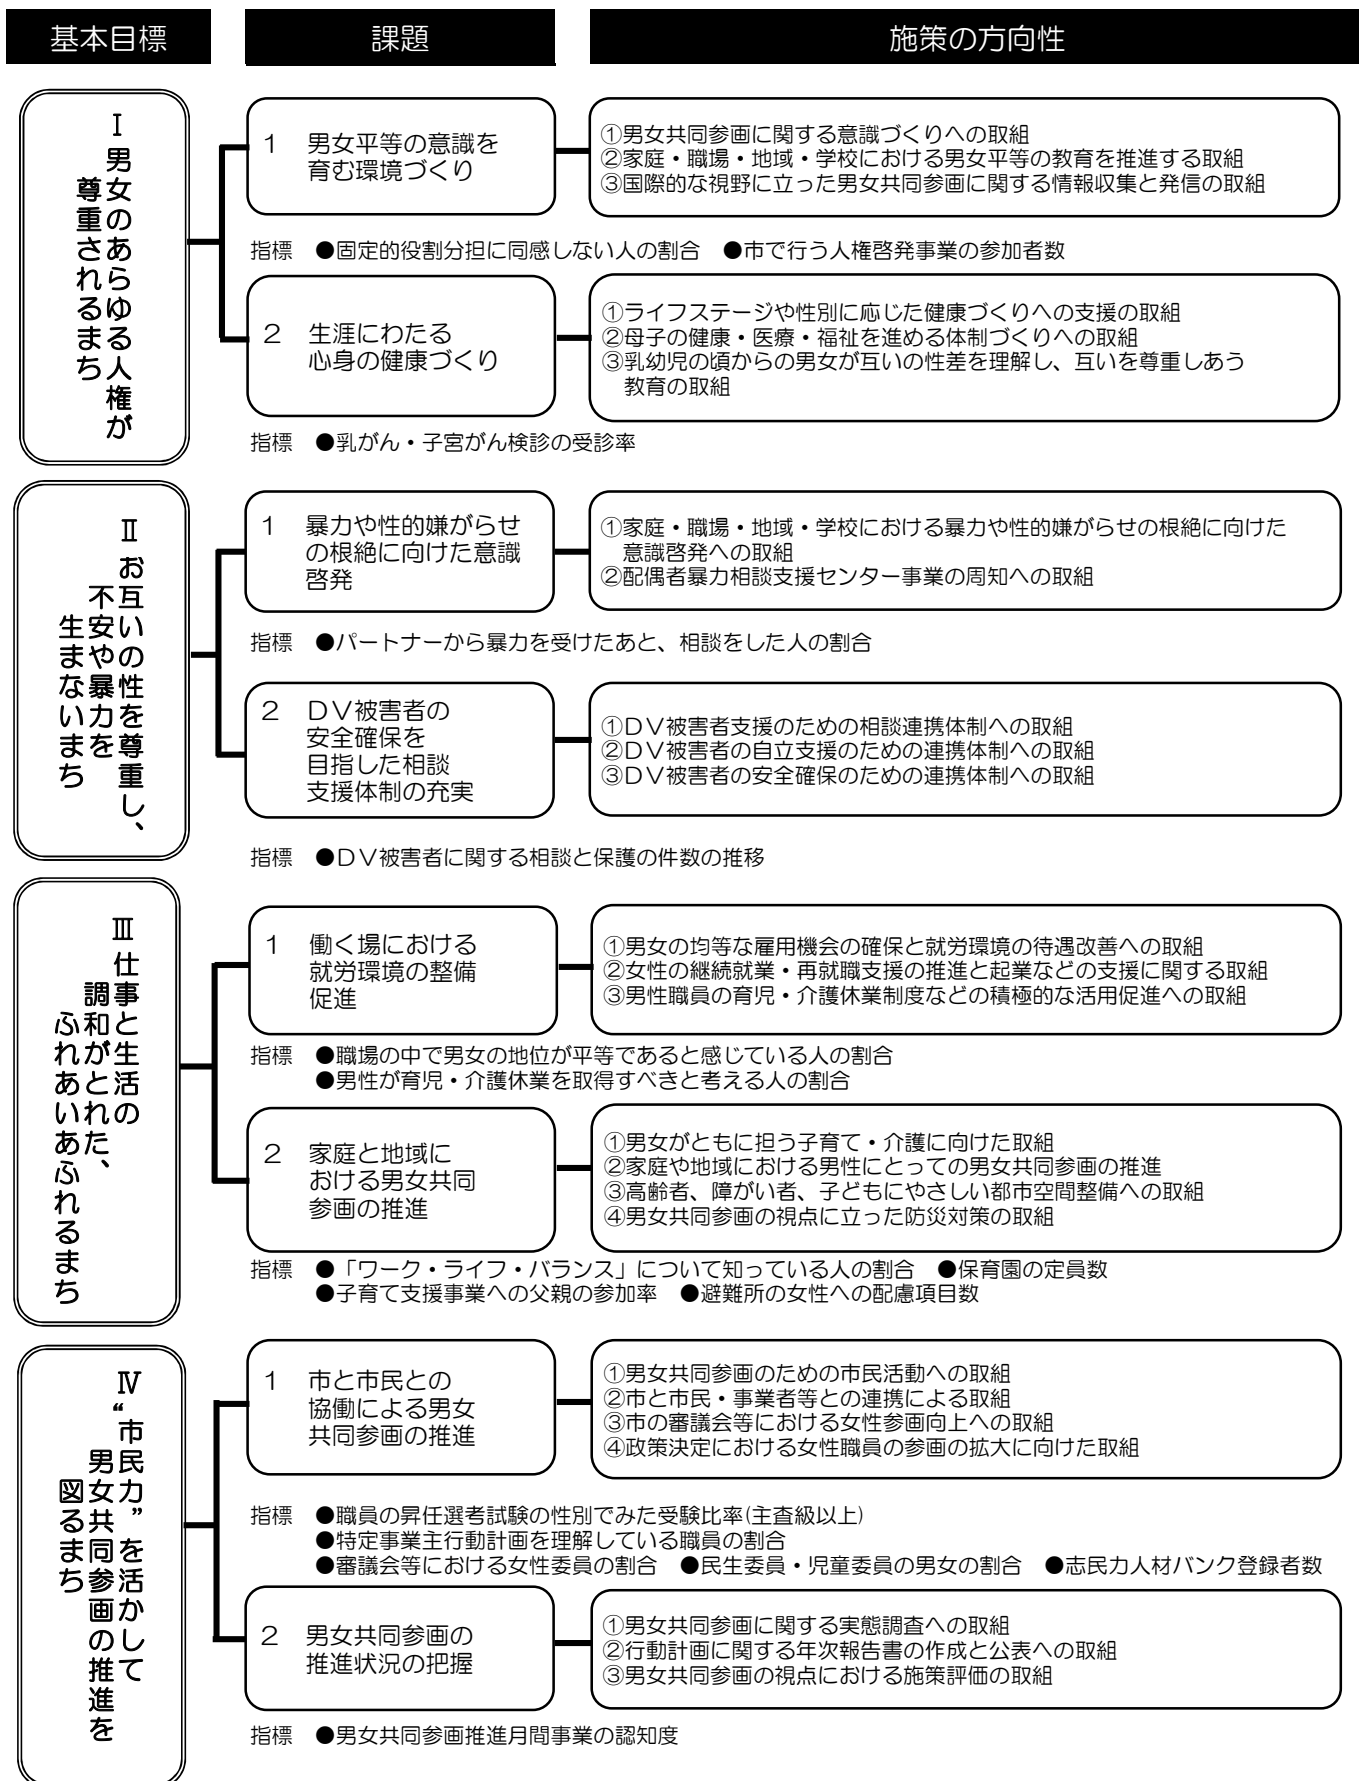 基本目標
課題
施策の方向性
Ⅰ 男女のあらゆる人権が
尊重されるまち
1 男女平等の意識を
育む環境づくり
①男女共同参画に関する意識づくりへの取組
②家庭・職場・地域・学校における男女平等の教育を推進する取組
③国際的な視野に立った男女共同参画に関する情報収集と発信の取組
指標 ●固定的役割分担に同感しない人の割合 ●市で行う人権啓発事業の参加者数
2 生涯にわたる
心身の健康づくり
①ライフステージや性別に応じた健康づくりへの支援の取組
②母子の健康・医療・福祉を進める体制づくりへの取組
③乳幼児の頃からの男女が互いの性差を理解し、互いを尊重しあう
教育の取組
指標 ●乳がん・子宮がん検診の受診率
Ⅱ お互いの性を尊重し、
不安や暴力を
生まないまち
1 暴力や性的嫌がらせ
の根絶に向けた意識
啓発
①家庭・職場・地域・学校における暴力や性的嫌がらせの根絶に向けた
意識啓発への取組
②配偶者暴力相談支援センター事業の周知への取組
指標 ●パートナーから暴力を受けたあと、相談をした人の割合
2 ＤＶ被害者の
安全確保を
目指した相談
支援体制の充実
①ＤＶ被害者支援のための相談連携体制への取組
②ＤＶ被害者の自立支援のための連携体制への取組
③ＤＶ被害者の安全確保のための連携体制への取組
指標 ●ＤＶ被害者に関する相談と保護の件数の推移
Ⅲ 仕事と生活の
調和がとれた、
ふれあいあふれるまち
1 働く場における
就労環境の整備
促進
①男女の均等な雇用機会の確保と就労環境の待遇改善への取組
②女性の継続就業・再就職支援の推進と起業などの支援に関する取組
③男性職員の育児・介護休業制度などの積極的な活用促進への取組
指標 ●職場の中で男女の地位が平等であると感じている人の割合
●男性が育児・介護休業を取得すべきと考える人の割合
2 家庭と地域に
おける男女共同
参画の推進
①男女がともに担う子育て・介護に向けた取組
②家庭や地域における男性にとっての男女共同参画の推進
③高齢者、障がい者、子どもにやさしい都市空間整備への取組
④男女共同参画の視点に立った防災対策の取組
指標 ●「ワーク・ライフ・バランス」について知っている人の割合 ●保育園の定員数
●子育て支援事業への父親の参加率 ●避難所の女性への配慮項目数
Ⅳ “市民力”を活かして
男女共同参画の推進を
図るまち
1 市と市民との
協働による男女
共同参画の推進
①男女共同参画のための市民活動への取組
②市と市民・事業者等との連携による取組
③市の審議会等における女性参画向上への取組
④政策決定における女性職員の参画の拡大に向けた取組
指標 ●職員の昇任選考試験の性別でみた受験比率(主査級以上)
●特定事業主行動計画を理解している職員の割合
●審議会等における女性委員の割合 ●民生委員・児童委員の男女の割合 ●志民力人材バンク登録者数
2 男女共同参画の
推進状況の把握
①男女共同参画に関する実態調査への取組
②行動計画に関する年次報告書の作成と公表への取組
③男女共同参画の視点における施策評価の取組
指標 ●男女共同参画推進月間事業の認知度